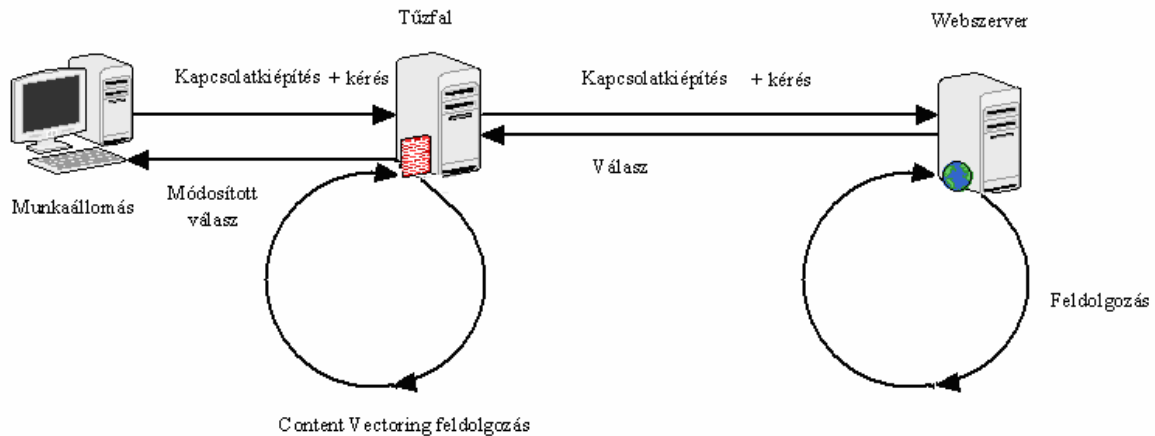 Tűzfal
Webszerver
Kapcsolatkiépítés + kérés
Kapcsolatkiépítés + kérés
Válasz
Munkaállomás
Módosított
válasz
Feldolgozás
Content Vectoring feldolgozás